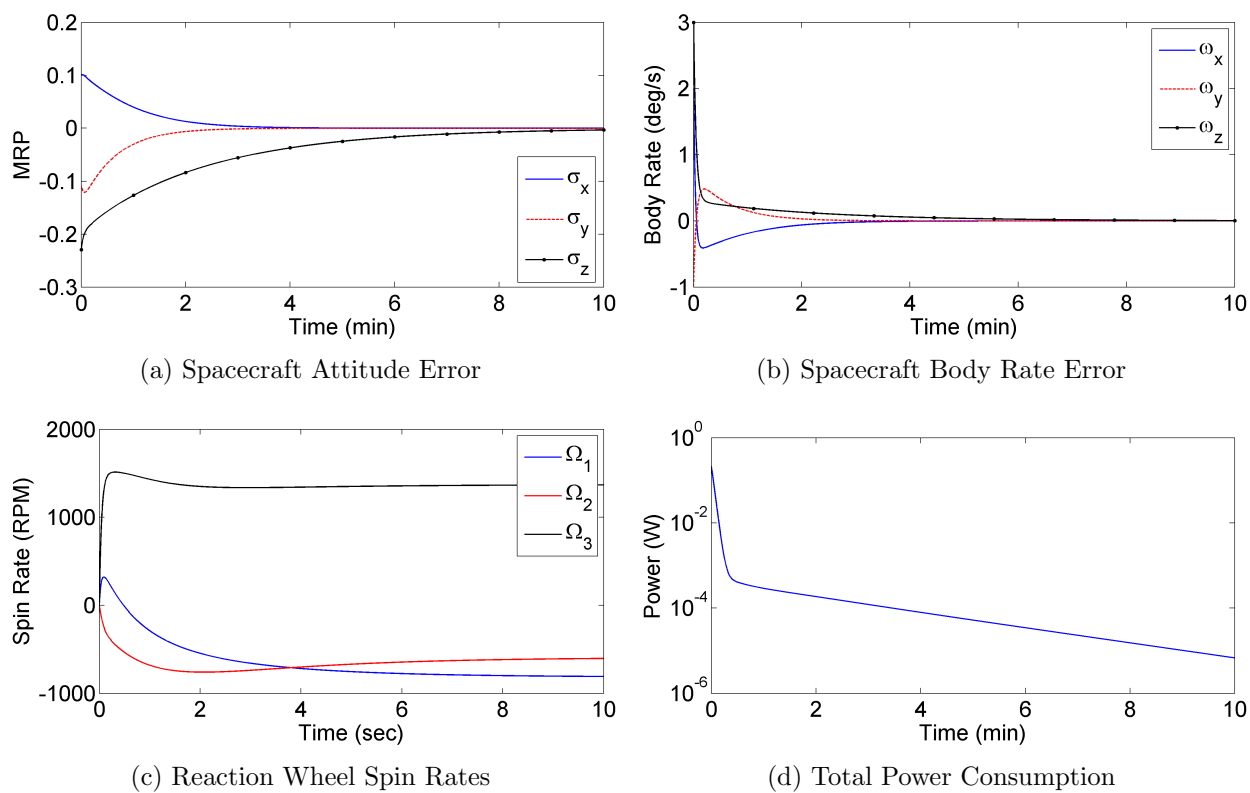 0.2
0.1
0
-0.1
-0.2
-0.3
MRP
0 2 4 6 8 10
Time (min)
σx
σy
σz
(a) Spacecraft Attitude Error
3
2
1
0
-1
Body Rate (deg/s)
0 2 4 6 8 10
Time (min)
ωx
ωy
ωz
(b) Spacecraft Body Rate Error
2000
1000
0
-1000
Spin Rate (RPM)
0 2 4 6 8 10
Time (sec)
Ω1
Ω2
Ω3
(c) Reaction Wheel Spin Rates
10^0
10^-2
10^-4
10^-6
Power (W)
0 2 4 6 8 10
Time (min)
(d) Total Power Consumption